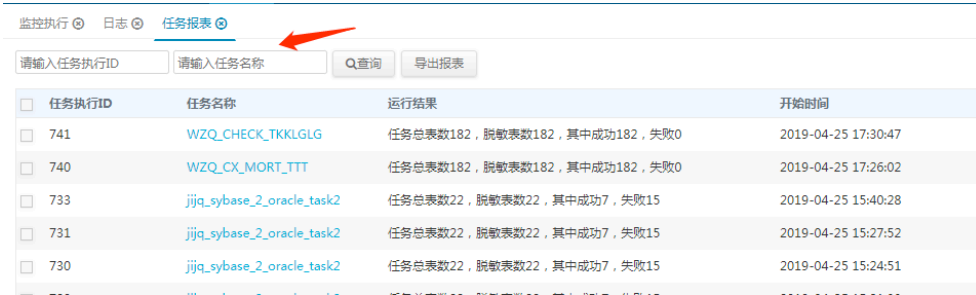 监控执行 日志 任务报表
请输入任务执行ID 请输入任务名称 查询 导出报表
任务执行ID 任务名称 运行结果 开始时间
741 WZQ_CHECK_TKKLGLG 任务总表数182，脱敏表数182，其中成功182，失败0 2019-04-25 17:30:47
740 WZQ_CX_MORT_TTT 任务总表数182，脱敏表数182，其中成功182，失败0 2019-04-25 17:26:02
733 jijq_sybase_2_oracle_task2 任务总表数22，脱敏表数22，其中成功7，失败15 2019-04-25 15:40:28
731 jijq_sybase_2_oracle_task2 任务总表数22，脱敏表数22，其中成功7，失败15 2019-04-25 15:27:52
730 jijq_sybase_2_oracle_task2 任务总表数22，脱敏表数22，其中成功7，失败15 2019-04-25 15:24:51